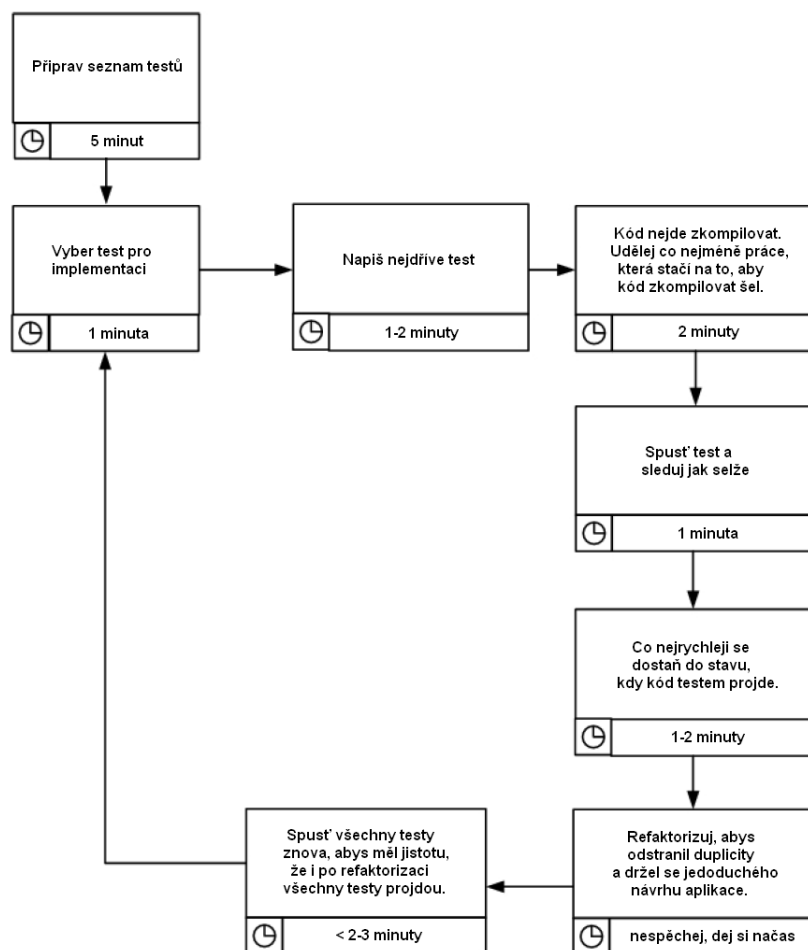 Připrav seznam testů
5 minut
Vyber test pro
implementaci
1 minuta
Napiš nejdříve test
1-2 minuty
Kód nejde zkompilovat.
Udělej co nejméně práce,
která stačí na to, aby
kód zkompilovat šel.
2 minuty
Spusť test a
sleduj jak selže
1 minuta
Co nejrychleji se
dostaň do stavu,
kdy kód testem projde.
1-2 minuty
Refaktorizuj, abys
odstranil duplicity
a držel se jedoduchého
návrhu aplikace.
nespěchej, dej si načas
Spusť všechny testy
znova, abys měl jistotu,
že i po refaktorizaci
všechny testy projdou.
< 2-3 minuty